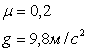 μ = 0,2
g = 9,8м/с²